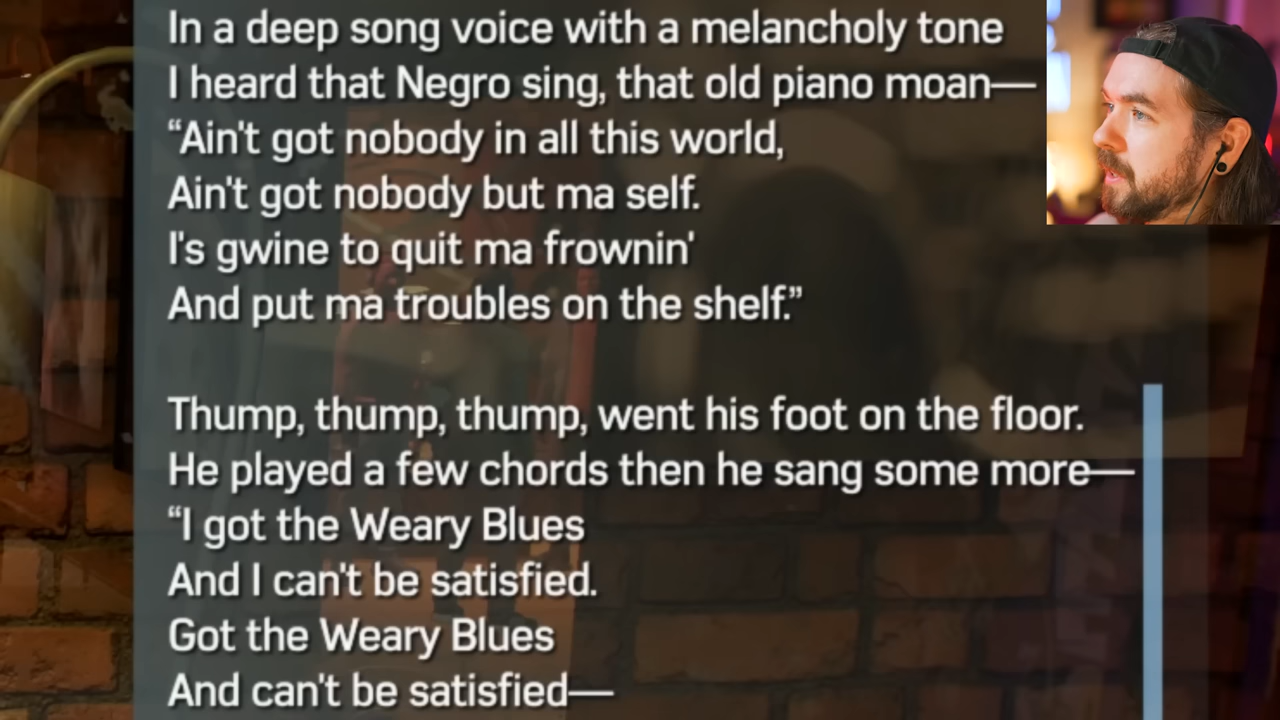 In a deep song voice with a melancholy tone
I heard that Negro sing, that old piano moan—
“Ain't got nobody in all this world,
Ain't got nobody but ma self.
I's gwine to quit ma frownin'
And put ma troubles on the shelf.”
Thump, thump, thump, went his foot on the floor.
He played a few chords then he sang some more—
“I got the Weary Blues
And I can't be satisfied.
Got the Weary Blues
And can't be satisfied—